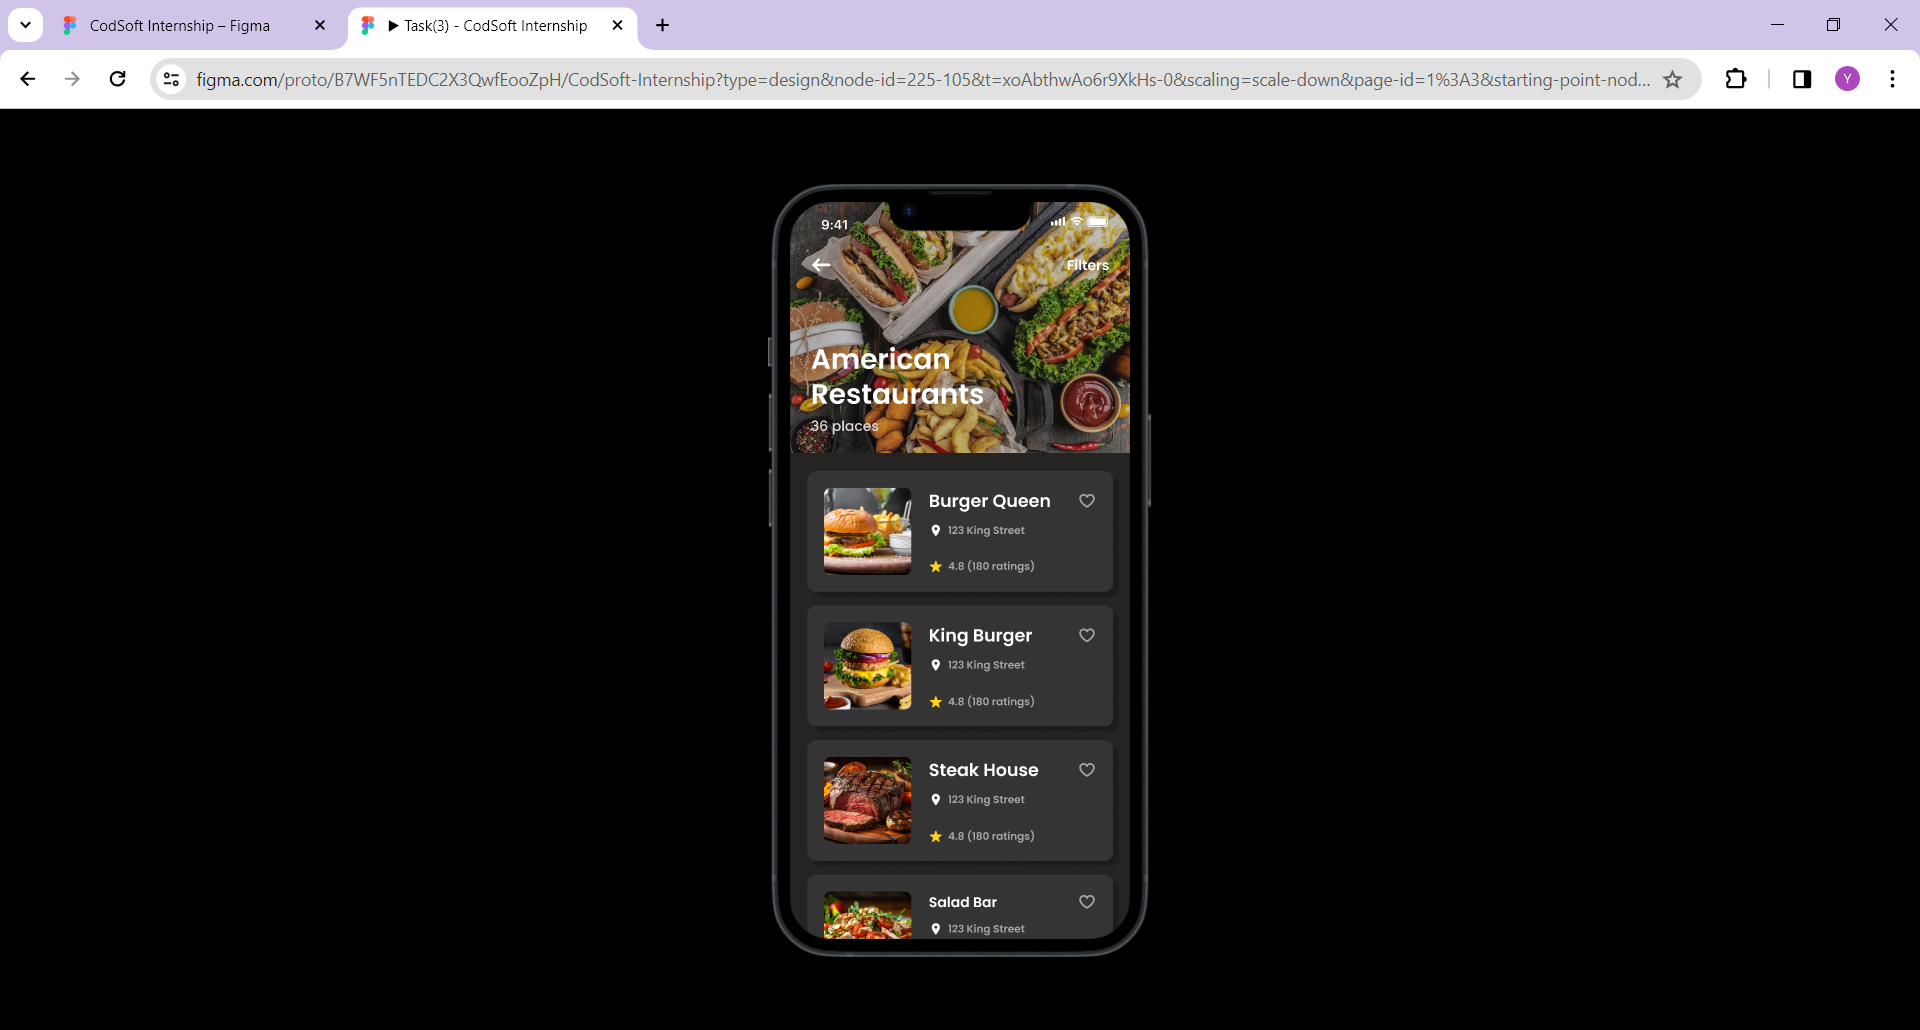 CodSoft Internship – Figma
Task(3) - CodSoft Internship
figma.com/proto/B7WF5nTEDC2X3QwfEooZpH/CodSoft-Internship?type=design&node-id=225-105&t=xoAbthwAo6r9XkHs-0&scaling=scale-down&page-id=1%3A3&starting-point-nod...
Y
9:41
Filters
American
Restaurants
36 places
Burger Queen
123 King Street
4.8 (180 ratings)
King Burger
123 King Street
4.8 (180 ratings)
Steak House
123 King Street
4.8 (180 ratings)
Salad Bar
123 King Street